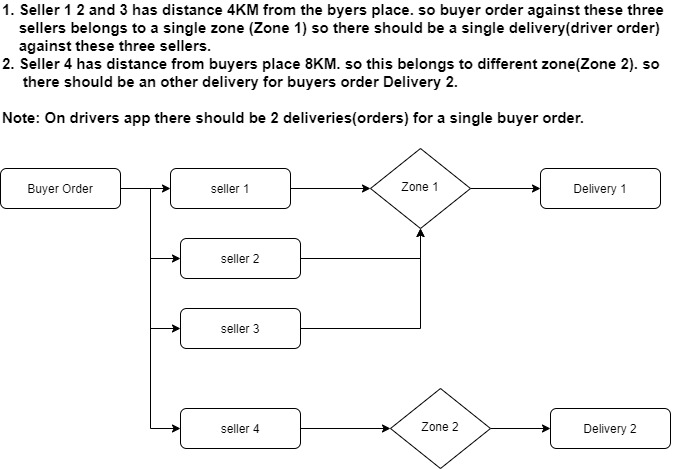 1. Seller 1 2 and 3 has distance 4KM from the byers place. so buyer order against these three
sellers belongs to a single zone (Zone 1) so there should be a single delivery(driver order)
against these three sellers.
2. Seller 4 has distance from buyers place 8KM. so this belongs to different zone(Zone 2). so
there should be an other delivery for buyers order Delivery 2.
Note: On drivers app there should be 2 deliveries(orders) for a single buyer order.
Buyer Order
seller 1
Zone 1
Delivery 1
seller 2
seller 3
seller 4
Zone 2
Delivery 2